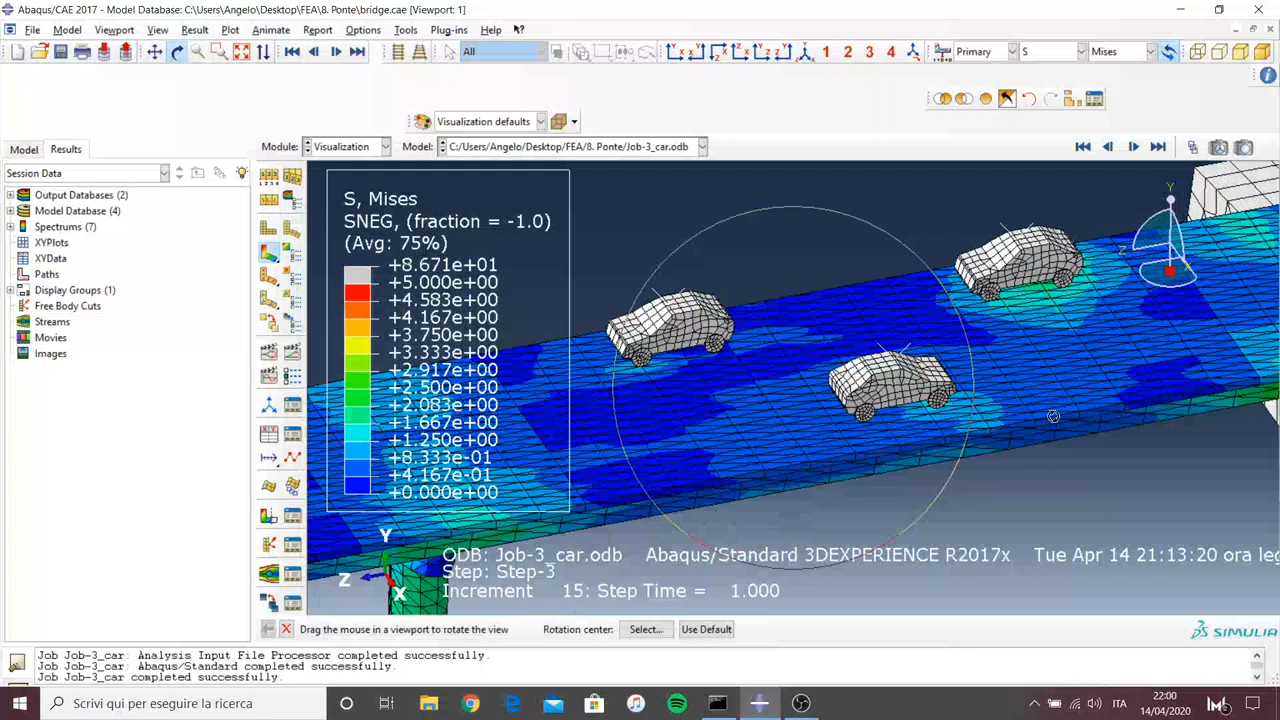 Abaqus/CAE 2017 - Model Database: C:\Users\Angelo\Desktop\FEA\8. Ponte\bridge.cae [Viewport: 1]
File Model Viewport View Result Plot Animate Report Options Tools Plug-ins Help
All
1 2 3 4
Primary S Mises
Visualization defaults
Model Results
Module: Visualization Model: C:/Users/Angelo/Desktop/FEA/8. Ponte/Job-3_car.odb
Session Data
Output Databases (2)
Model Database (4)
Spectrums (7)
XYPlots
XYData
Paths
Display Groups (1)
Free Body Cuts
Streams
Movies
Images
S, Mises
SNEG, (fraction = -1.0)
(Avg: 75%)
+8.671e+01
+5.000e+00
+4.583e+00
+4.167e+00
+3.750e+00
+3.333e+00
+2.917e+00
+2.500e+00
+2.083e+00
+1.667e+00
+1.250e+00
+8.333e-01
+4.167e-01
+0.000e+00
Y
Z
Y
Z
X
ODB: Job-3_car.odb Abaqus/Standard 3DEXPERIENCE R2017x Tue Apr 14 21:13:20 ora leg
Step: Step-3
Increment 15: Step Time = 1.000
Drag the mouse in a viewport to rotate the view Rotation center: Select... Use Default
SIMULIA
Job Job-3_car: Analysis Input File Processor completed successfully.
Job Job-3_car: Abaqus/Standard completed successfully.
Job Job-3_car completed successfully.
Scrivi qui per eseguire la ricerca
ITA
22:00
14/04/2020